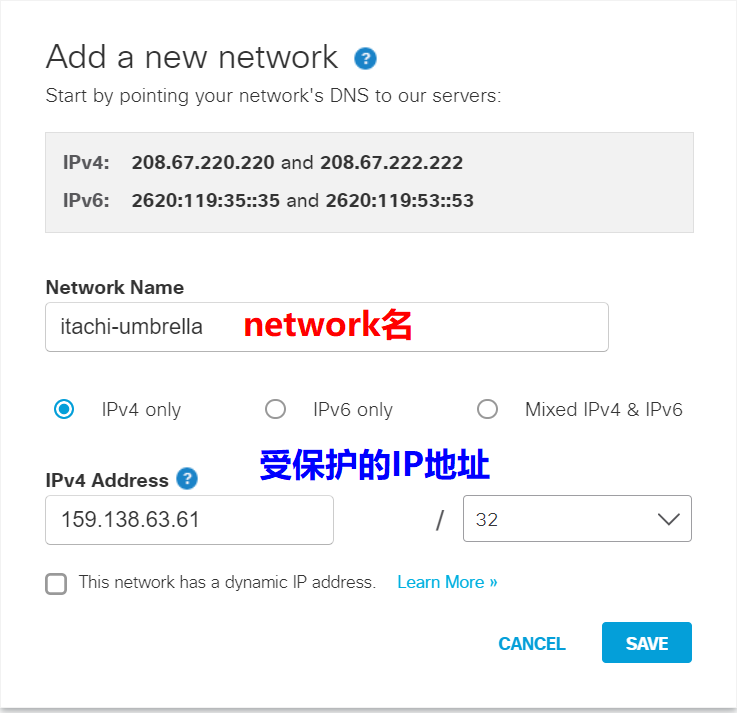 Add a new network ?
Start by pointing your network's DNS to our servers:
IPv4: 208.67.220.220 and 208.67.222.222
IPv6: 2620:119:35::35 and 2620:119:53::53
Network Name
itachi-umbrella network名
IPv4 only IPv6 only Mixed IPv4 & IPv6
受保护的IP地址
IPv4 Address ?
159.138.63.61 / 32
This network has a dynamic IP address. Learn More »
CANCEL SAVE